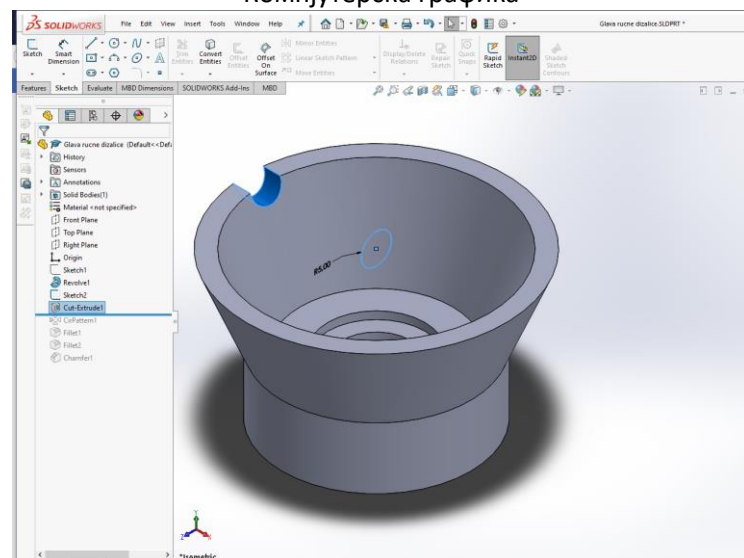 Компјутерска графика
SOLIDWORKS File Edit View Insert Tools Window Help Glava rucne dizalice.SLDPRT *
Sketch Smart Dimension Trim Entities Convert Entities Offset Entities Offset On Surface Mirror Entities Linear Sketch Pattern Move Entities Display/Delete Relations Repair Sketch Quick Snaps Rapid Sketch Instant2D Shaded Sketch Contours
Features Sketch Evaluate MBD Dimensions SOLIDWORKS Add-Ins MBD
Glava rucne dizalice (Default<<Defa
History
Sensors
Annotations
Solid Bodies(1)
Material <not specified>
Front Plane
Top Plane
Right Plane
Origin
Sketch1
Revolve1
Sketch2
Cut-Extrude1
CirPattern1
Fillet1
Fillet2
Chamfer1
R5,00
Y
Z X
*Isometric